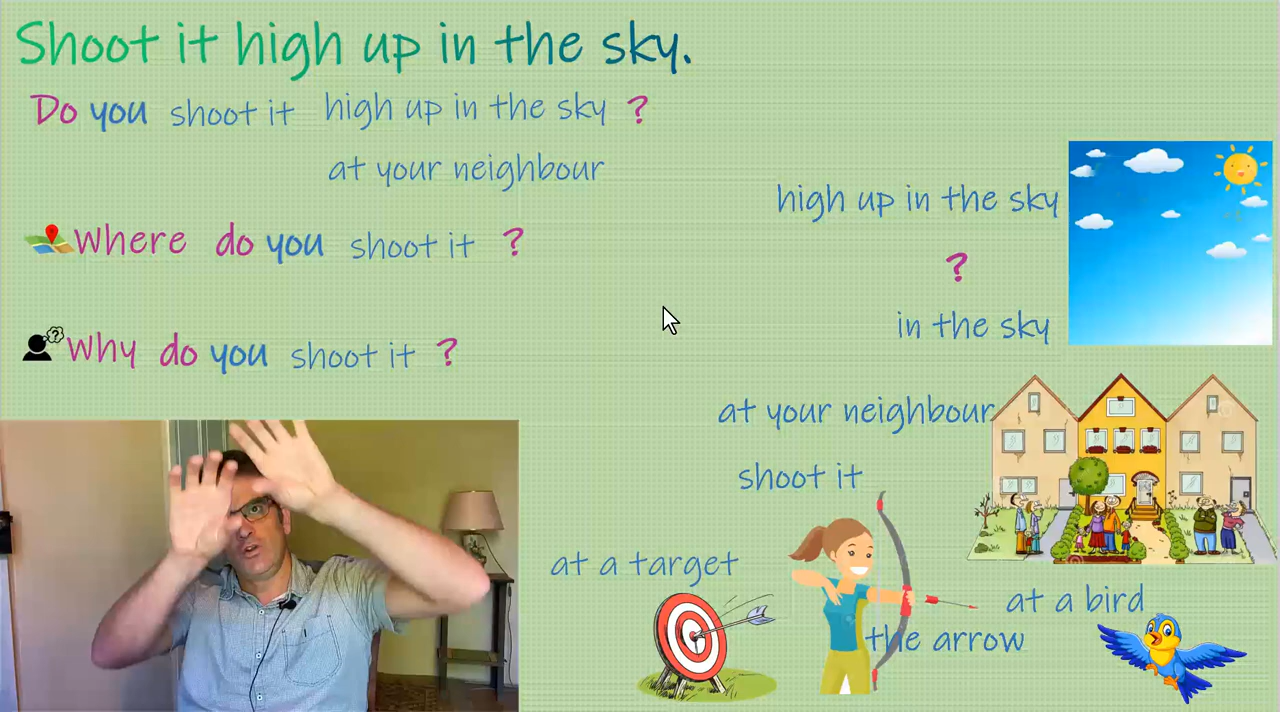 Shoot it high up in the sky.
Do you shoot it high up in the sky ?
at your neighbour
Where do you shoot it ?
Why do you shoot it ?
high up in the sky
?
in the sky
at your neighbour
shoot it
at a target
at a bird
the arrow